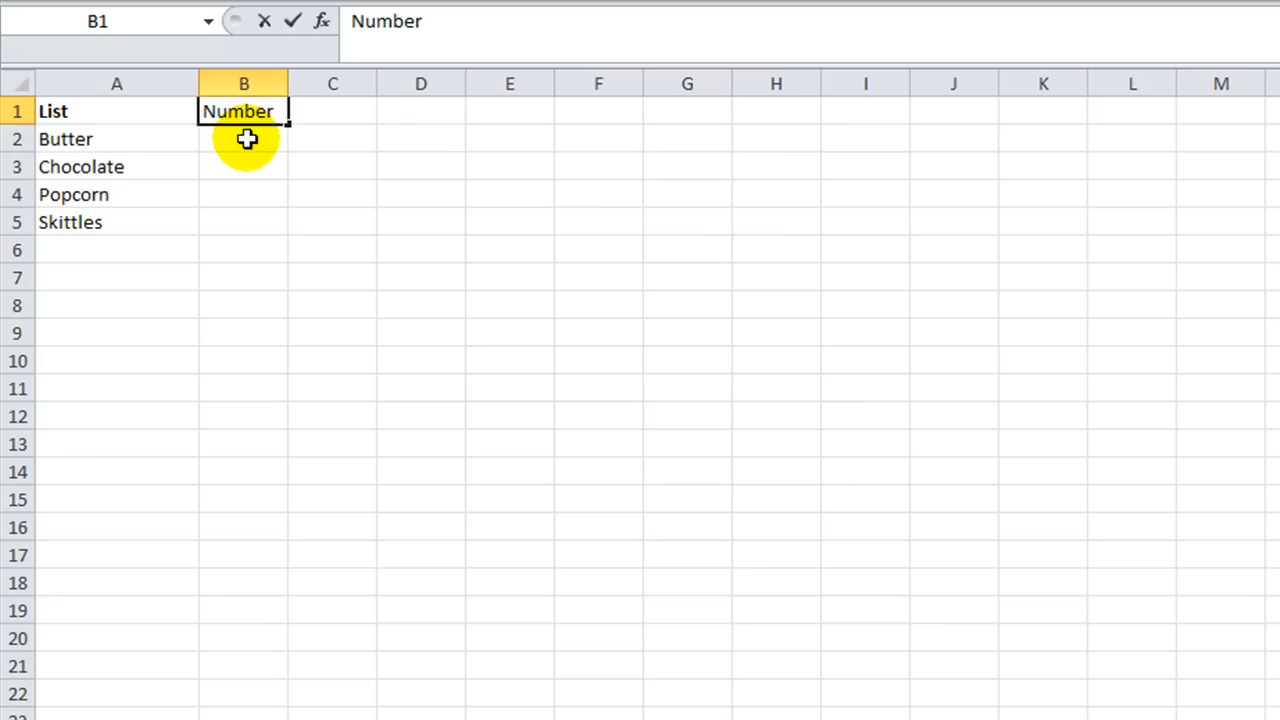 B1 fx Number
A B C D E F G H I J K L M
1 List Number
2 Butter
3 Chocolate
4 Popcorn
5 Skittles
6
7
8
9
10
11
12
13
14
15
16
17
18
19
20
21
22
23